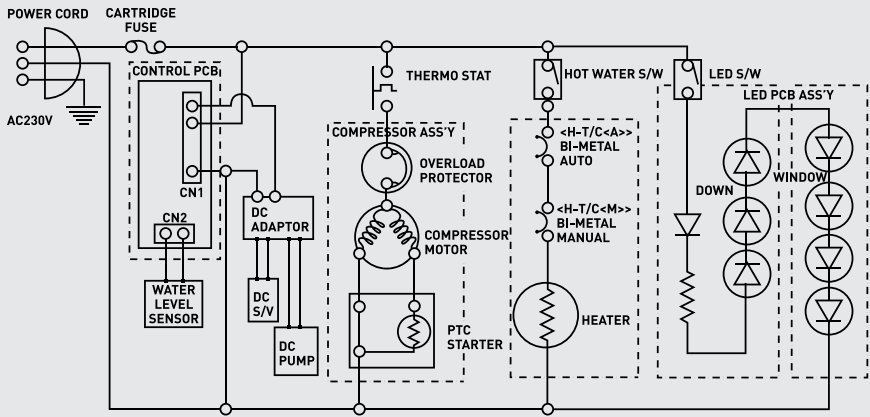 POWER CORD
CARTRIDGE
FUSE
AC230V
CONTROL PCB
CN1
CN2
WATER
LEVEL
SENSOR
DC
ADAPTOR
DC
S/V
DC
PUMP
THERMO STAT
COMPRESSOR ASS'Y
OVERLOAD
PROTECTOR
COMPRESSOR
MOTOR
PTC
STARTER
HOT WATER S/W
<H-T/C<A>>
BI-METAL
AUTO
<H-T/C<M>>
BI-METAL
MANUAL
HEATER
LED S/W
LED PCB ASS'Y
DOWN
WINDOW